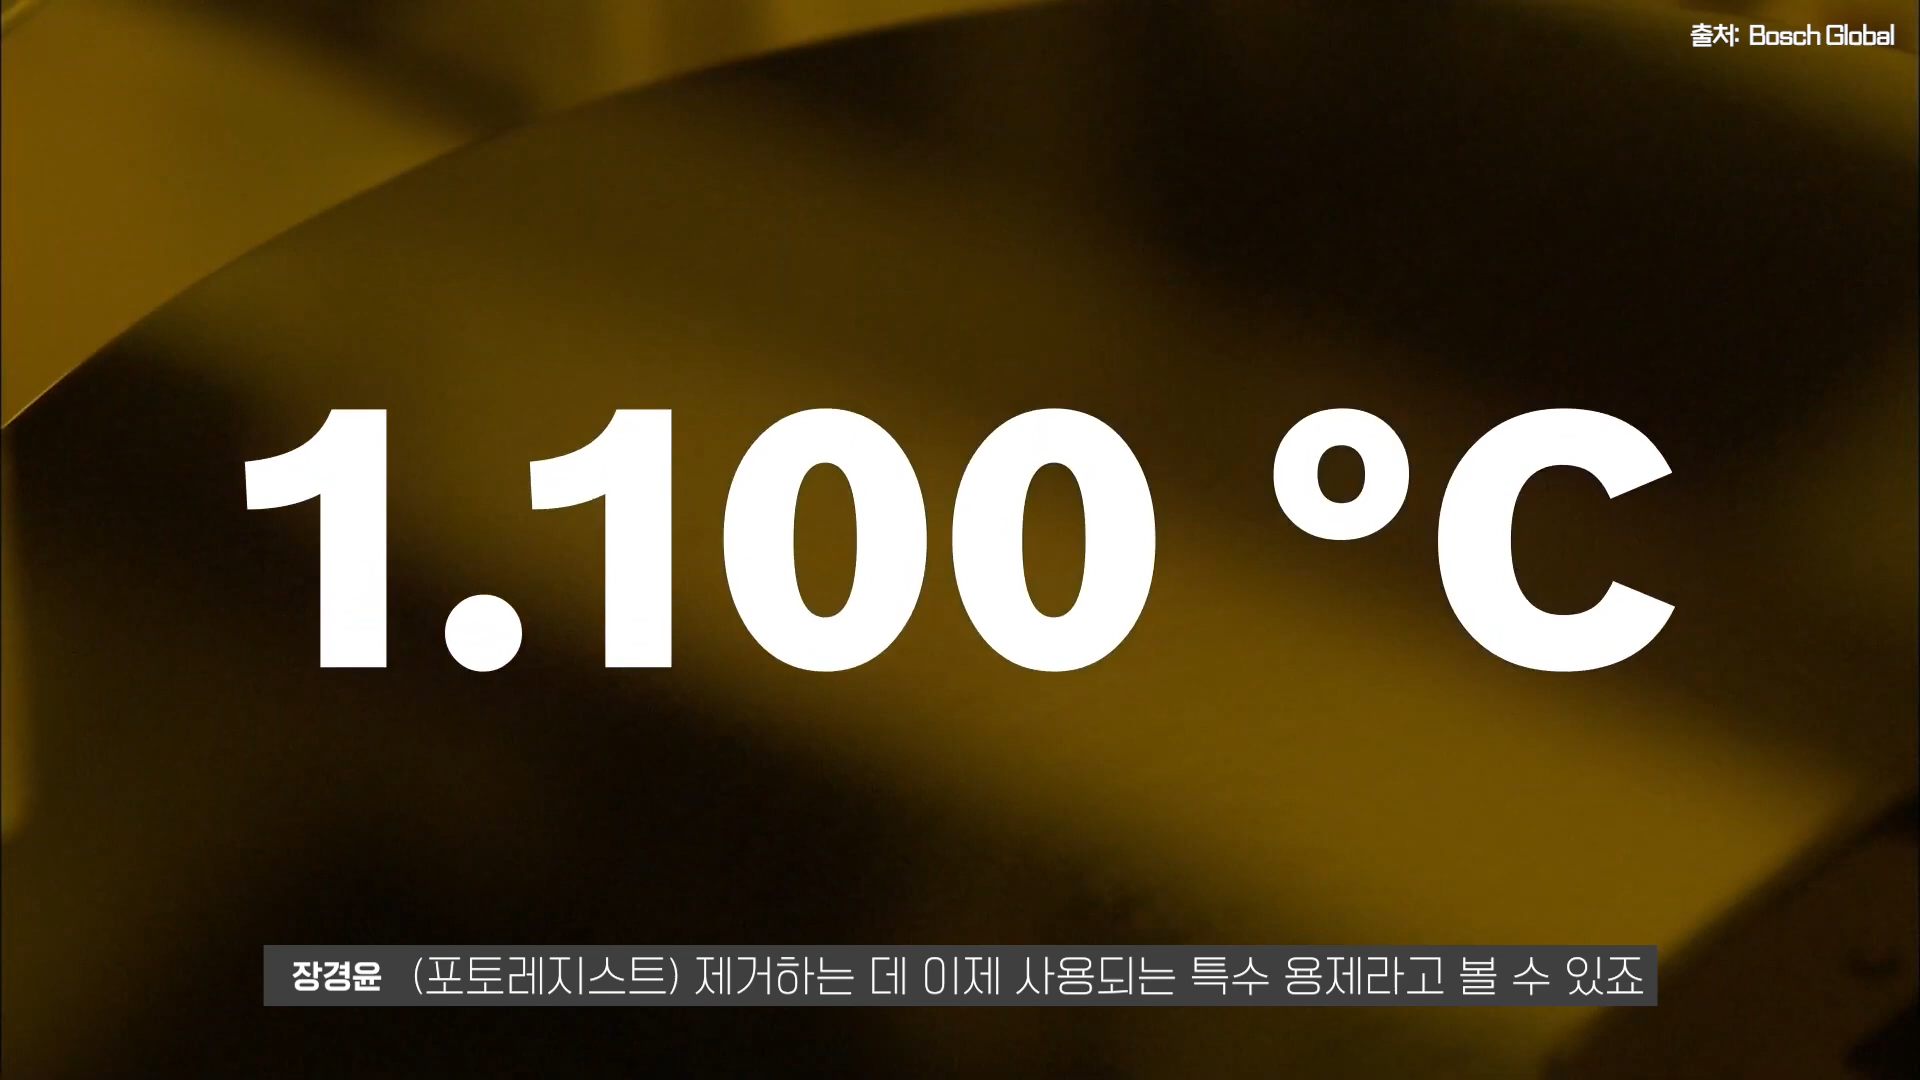 출처: Bosch Global
1.100 °C
장경윤 (포토레지스트) 제거하는 데 이제 사용되는 특수 용제라고 볼 수 있죠